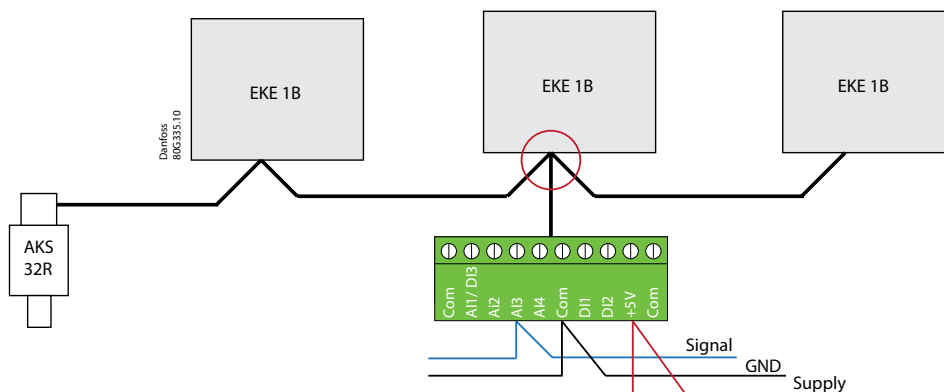 EKE 1B
EKE 1B
EKE 1B
Danfoss
80G335.10
AKS
32R
Com
AI1/ DI3
Ai2
AI3
AI4
Com
DI1
DI2
+5V
Com
Signal
GND
Supply